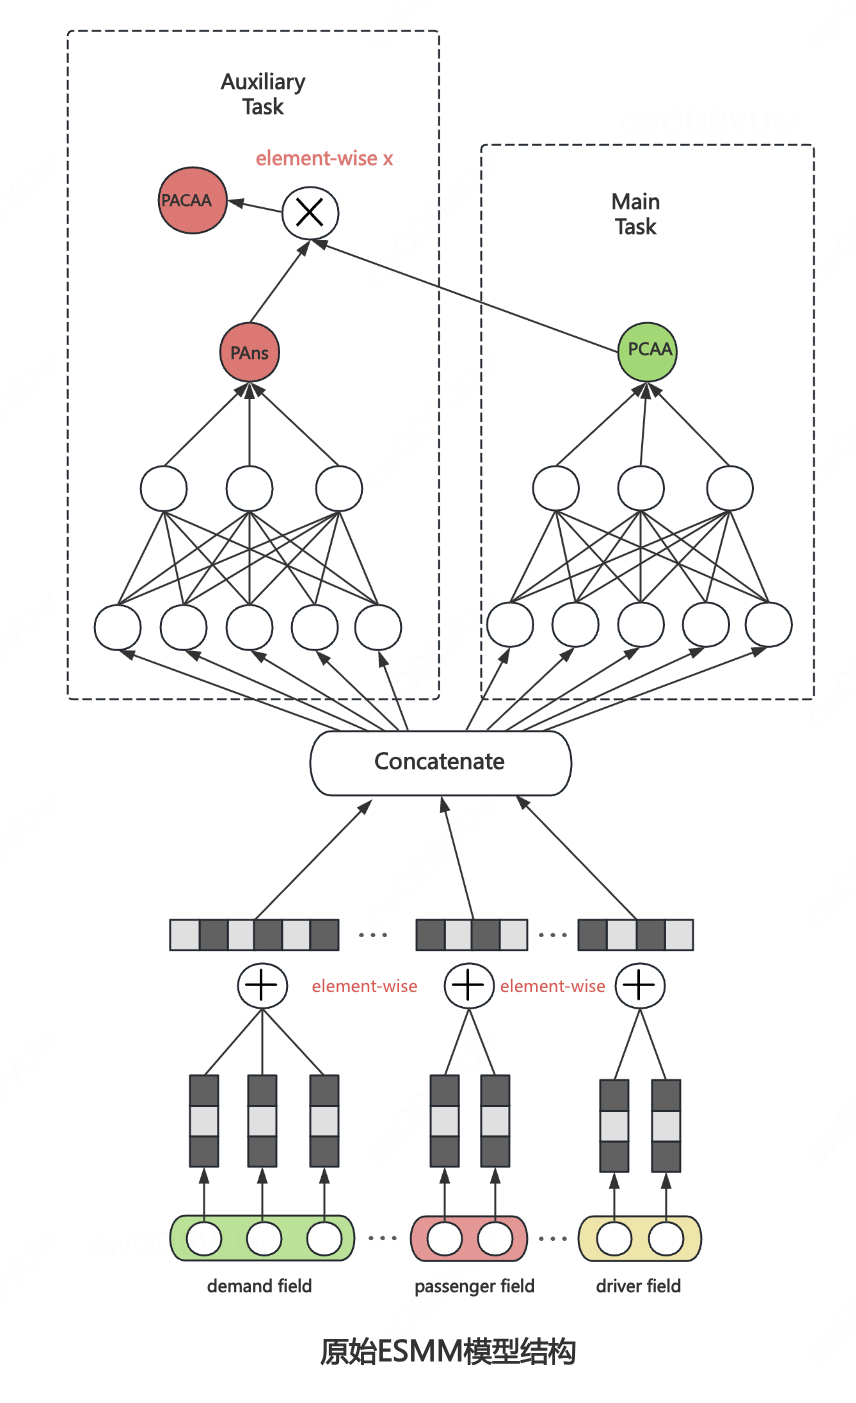 Auxiliary
Task
element-wise x
PACAA
Main
Task
PAns
PCAA
Concatenate
...
...
element-wise
element-wise
...
...
demand field
passenger field
driver field
原始ESMM模型结构